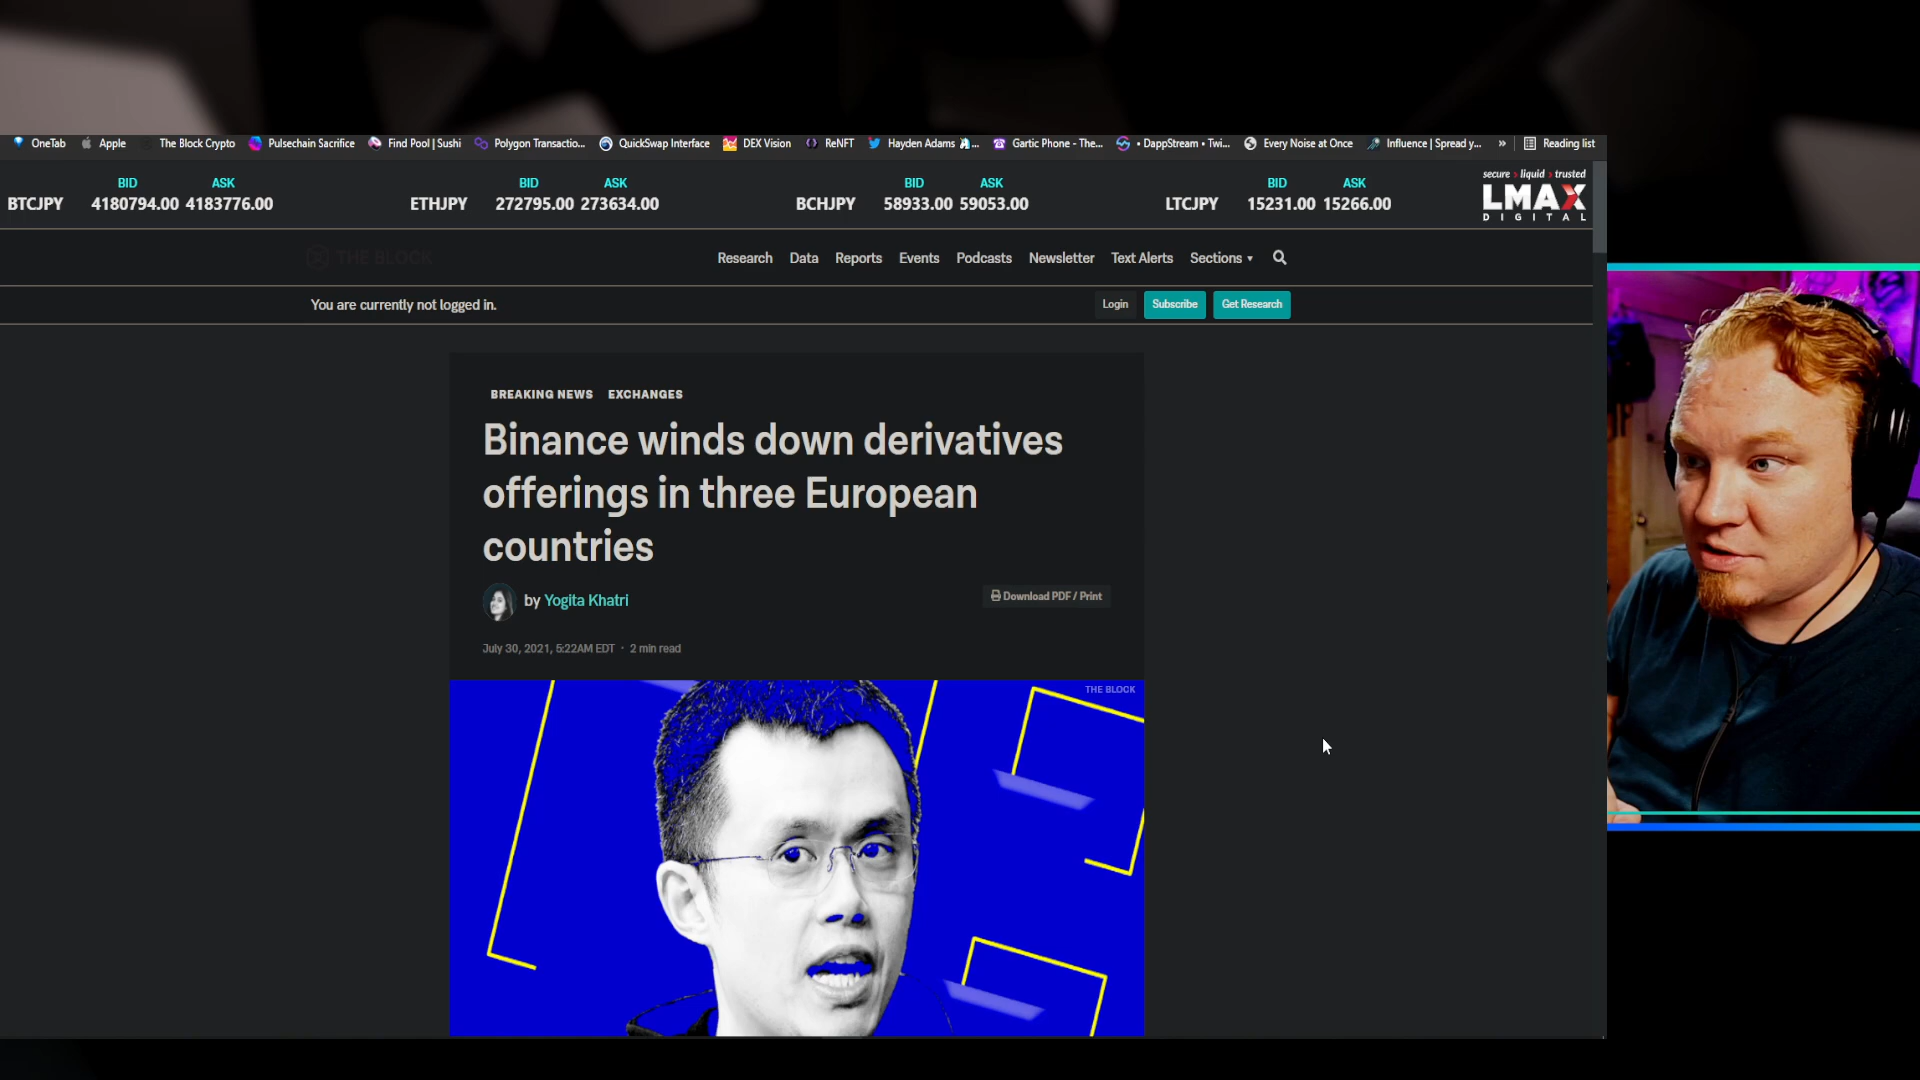 OneTab Apple The Block Crypto Pulsechain Sacrifice Find Pool | Sushi Polygon Transactio... QuickSwap Interface DEX Vision ReNFT Hayden Adams ... Gartic Phone - The... • DappStream • Twi... Every Noise at Once Influence | Spread y... » Reading list
BID ASK BID ASK BID ASK BID ASK secure › liquid › trusted
BTCJPY 4180794.00 4183776.00 ETHJPY 272795.00 273634.00 BCHJPY 58933.00 59053.00 LTCJPY 15231.00 15266.00 LMAX
DIGITAL
THE BLOCK Research Data Reports Events Podcasts Newsletter Text Alerts Sections ▾
You are currently not logged in. Login Subscribe Get Research
BREAKING NEWS EXCHANGES
Binance winds down derivatives
offerings in three European
countries
by Yogita Khatri Download PDF / Print
July 30, 2021, 5:22AM EDT • 2 min read
THE BLOCK